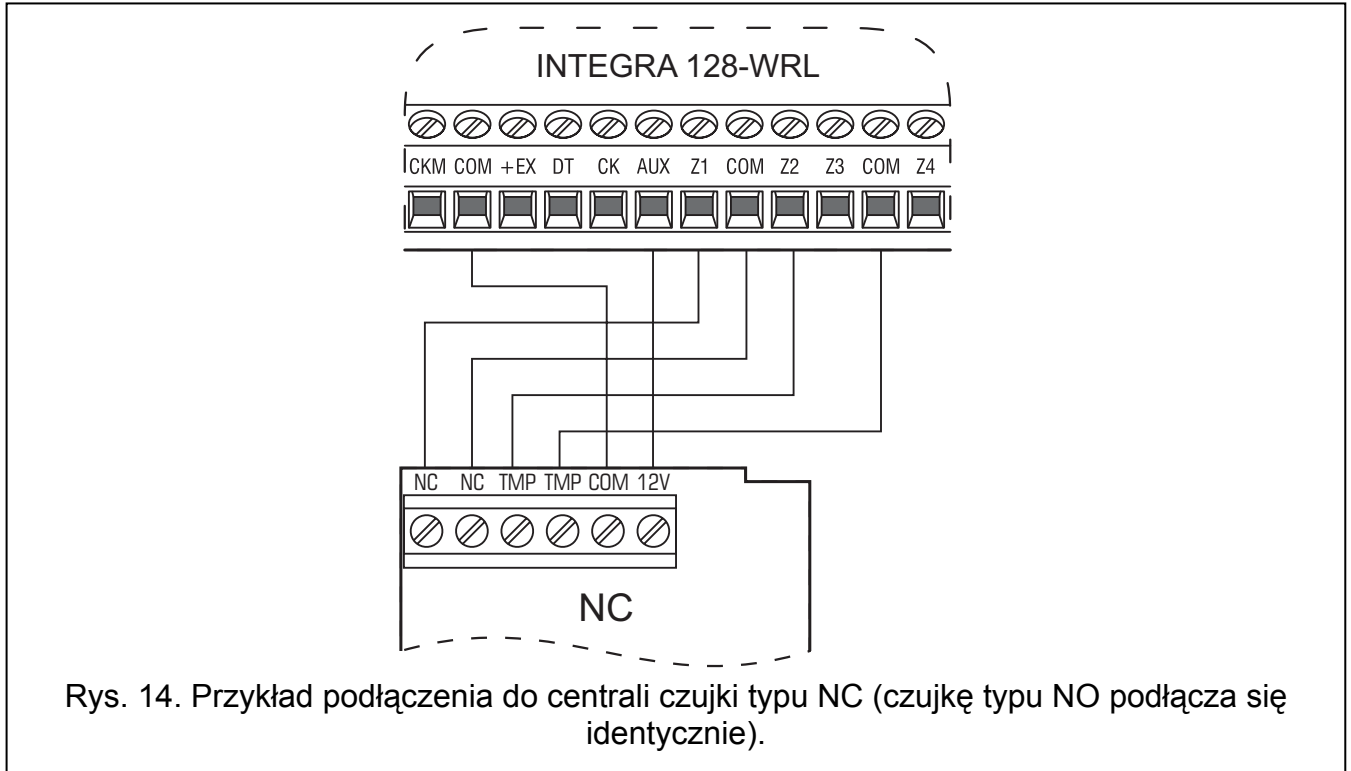 INTEGRA 128-WRL
CKM COM +EX DT CK AUX Z1 COM Z2 Z3 COM Z4
NC NC TMP TMP COM 12V
NC
Rys. 14. Przykład podłączenia do centrali czujki typu NC (czujkę typu NO podłącza się
identycznie).